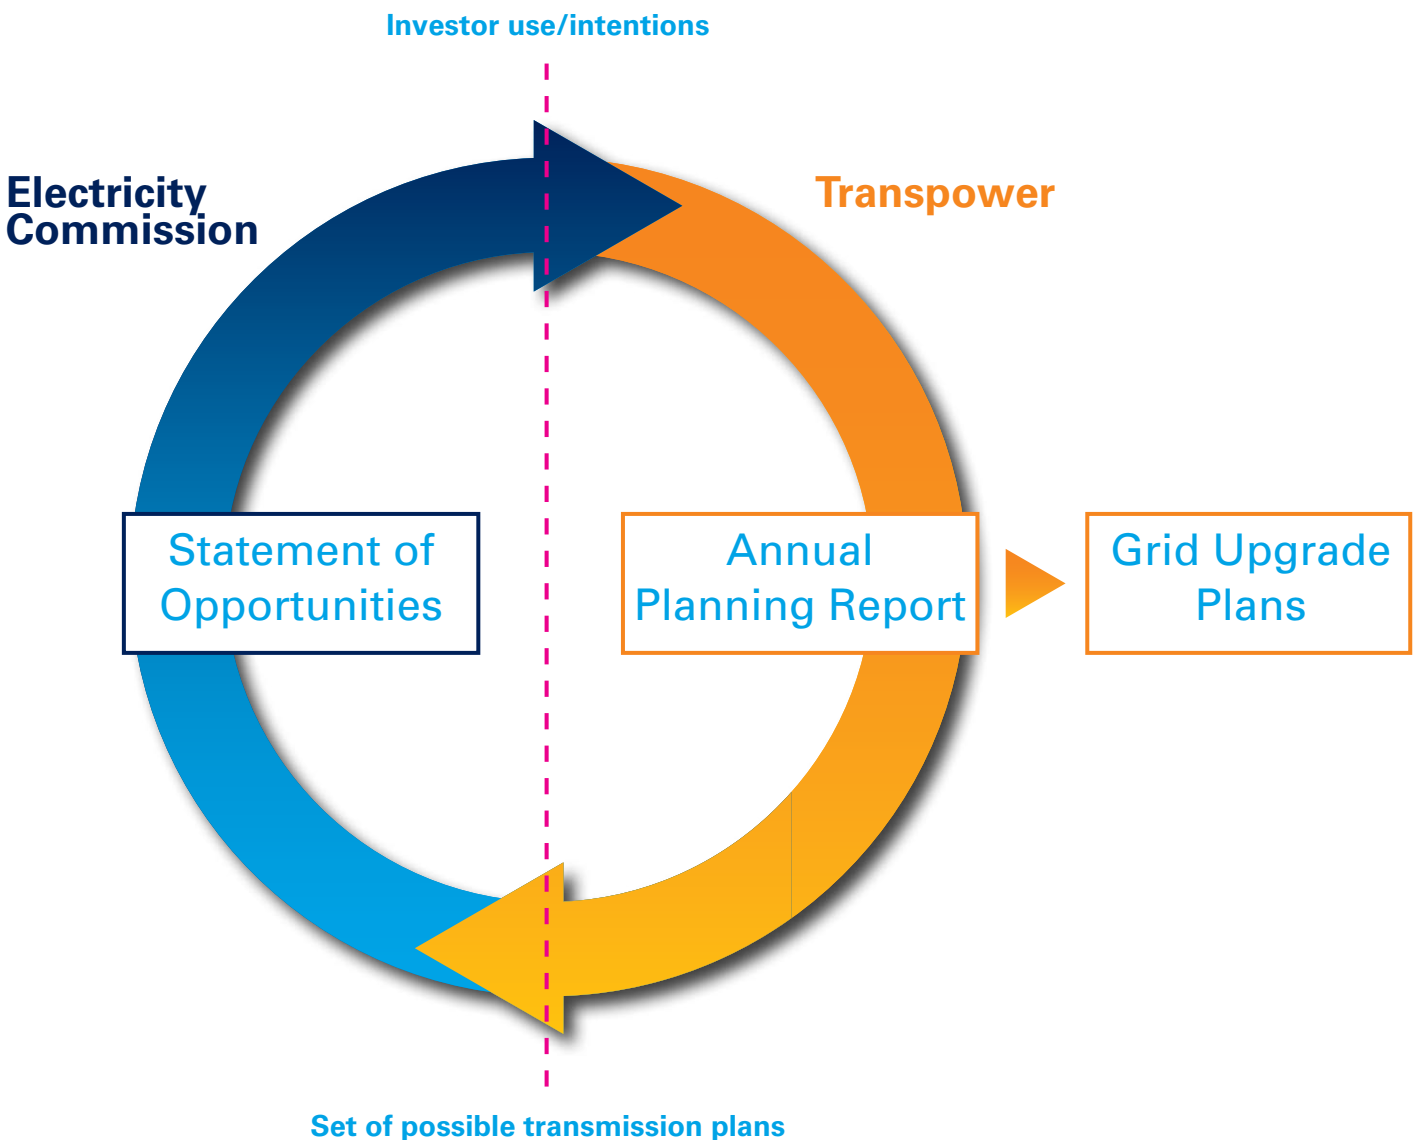 Investor use/intentions
Electricity
Commission
Transpower
Statement of
Opportunities
Annual
Planning Report
Grid Upgrade
Plans
Set of possible transmission plans